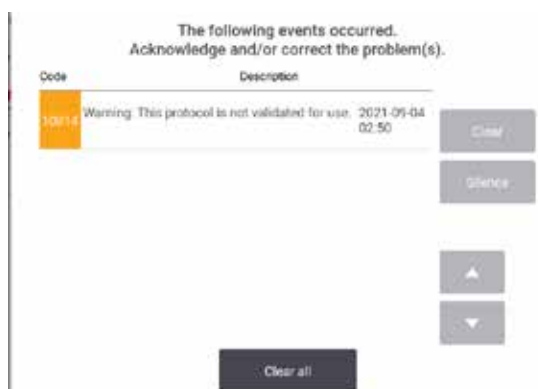 The following events occurred.
Acknowledge and/or correct the problem(s).
Code Description
Warning: This protocol is not validated for use. 2021-09-04
02:50
Clear
Silence
Clear all